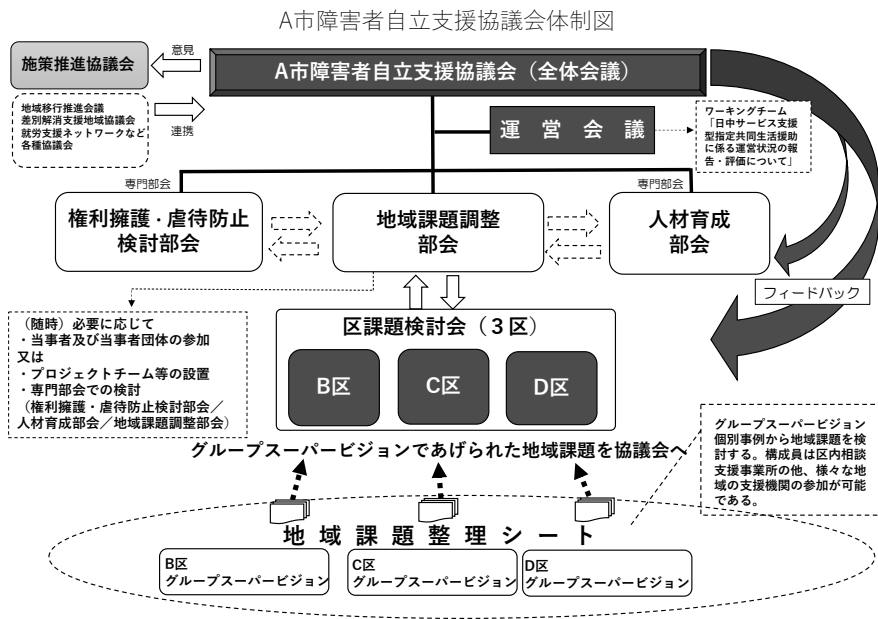 A市障害者自立支援協議会体制図
施策推進協議会
意見
A市障害者自立支援協議会（全体会議）
地域移行推進会議
差別解消支援地域協議会
就労支援ネットワークなど
各種協議会
連携
運営会議
ワーキングチーム
「日中サービス支援
型指定共同生活援助
に係る運営状況の報
告・評価について」
専門部会
権利擁護・虐待防止
検討部会
地域課題調整
部会
専門部会
人材育成
部会
フィードバック
（随時）必要に応じて
・当事者及び当事者団体の参加
又は
・プロジェクトチーム等の設置
・専門部会での検討
（権利擁護・虐待防止検討部会／
人材育成部会／地域課題調整部会）
区課題検討会（３区）
B区
C区
D区
グループスーパービジョンであげられた地域課題を協議会へ
グループスーパービジョン
個別事例から地域課題を検
討する。構成員は区内相談
支援事業所の他、様々な地
域の支援機関の参加が可能
である。
地域課題整理シート
B区
グループスーパービジョン
C区
グループスーパービジョン
D区
グループスーパービジョン